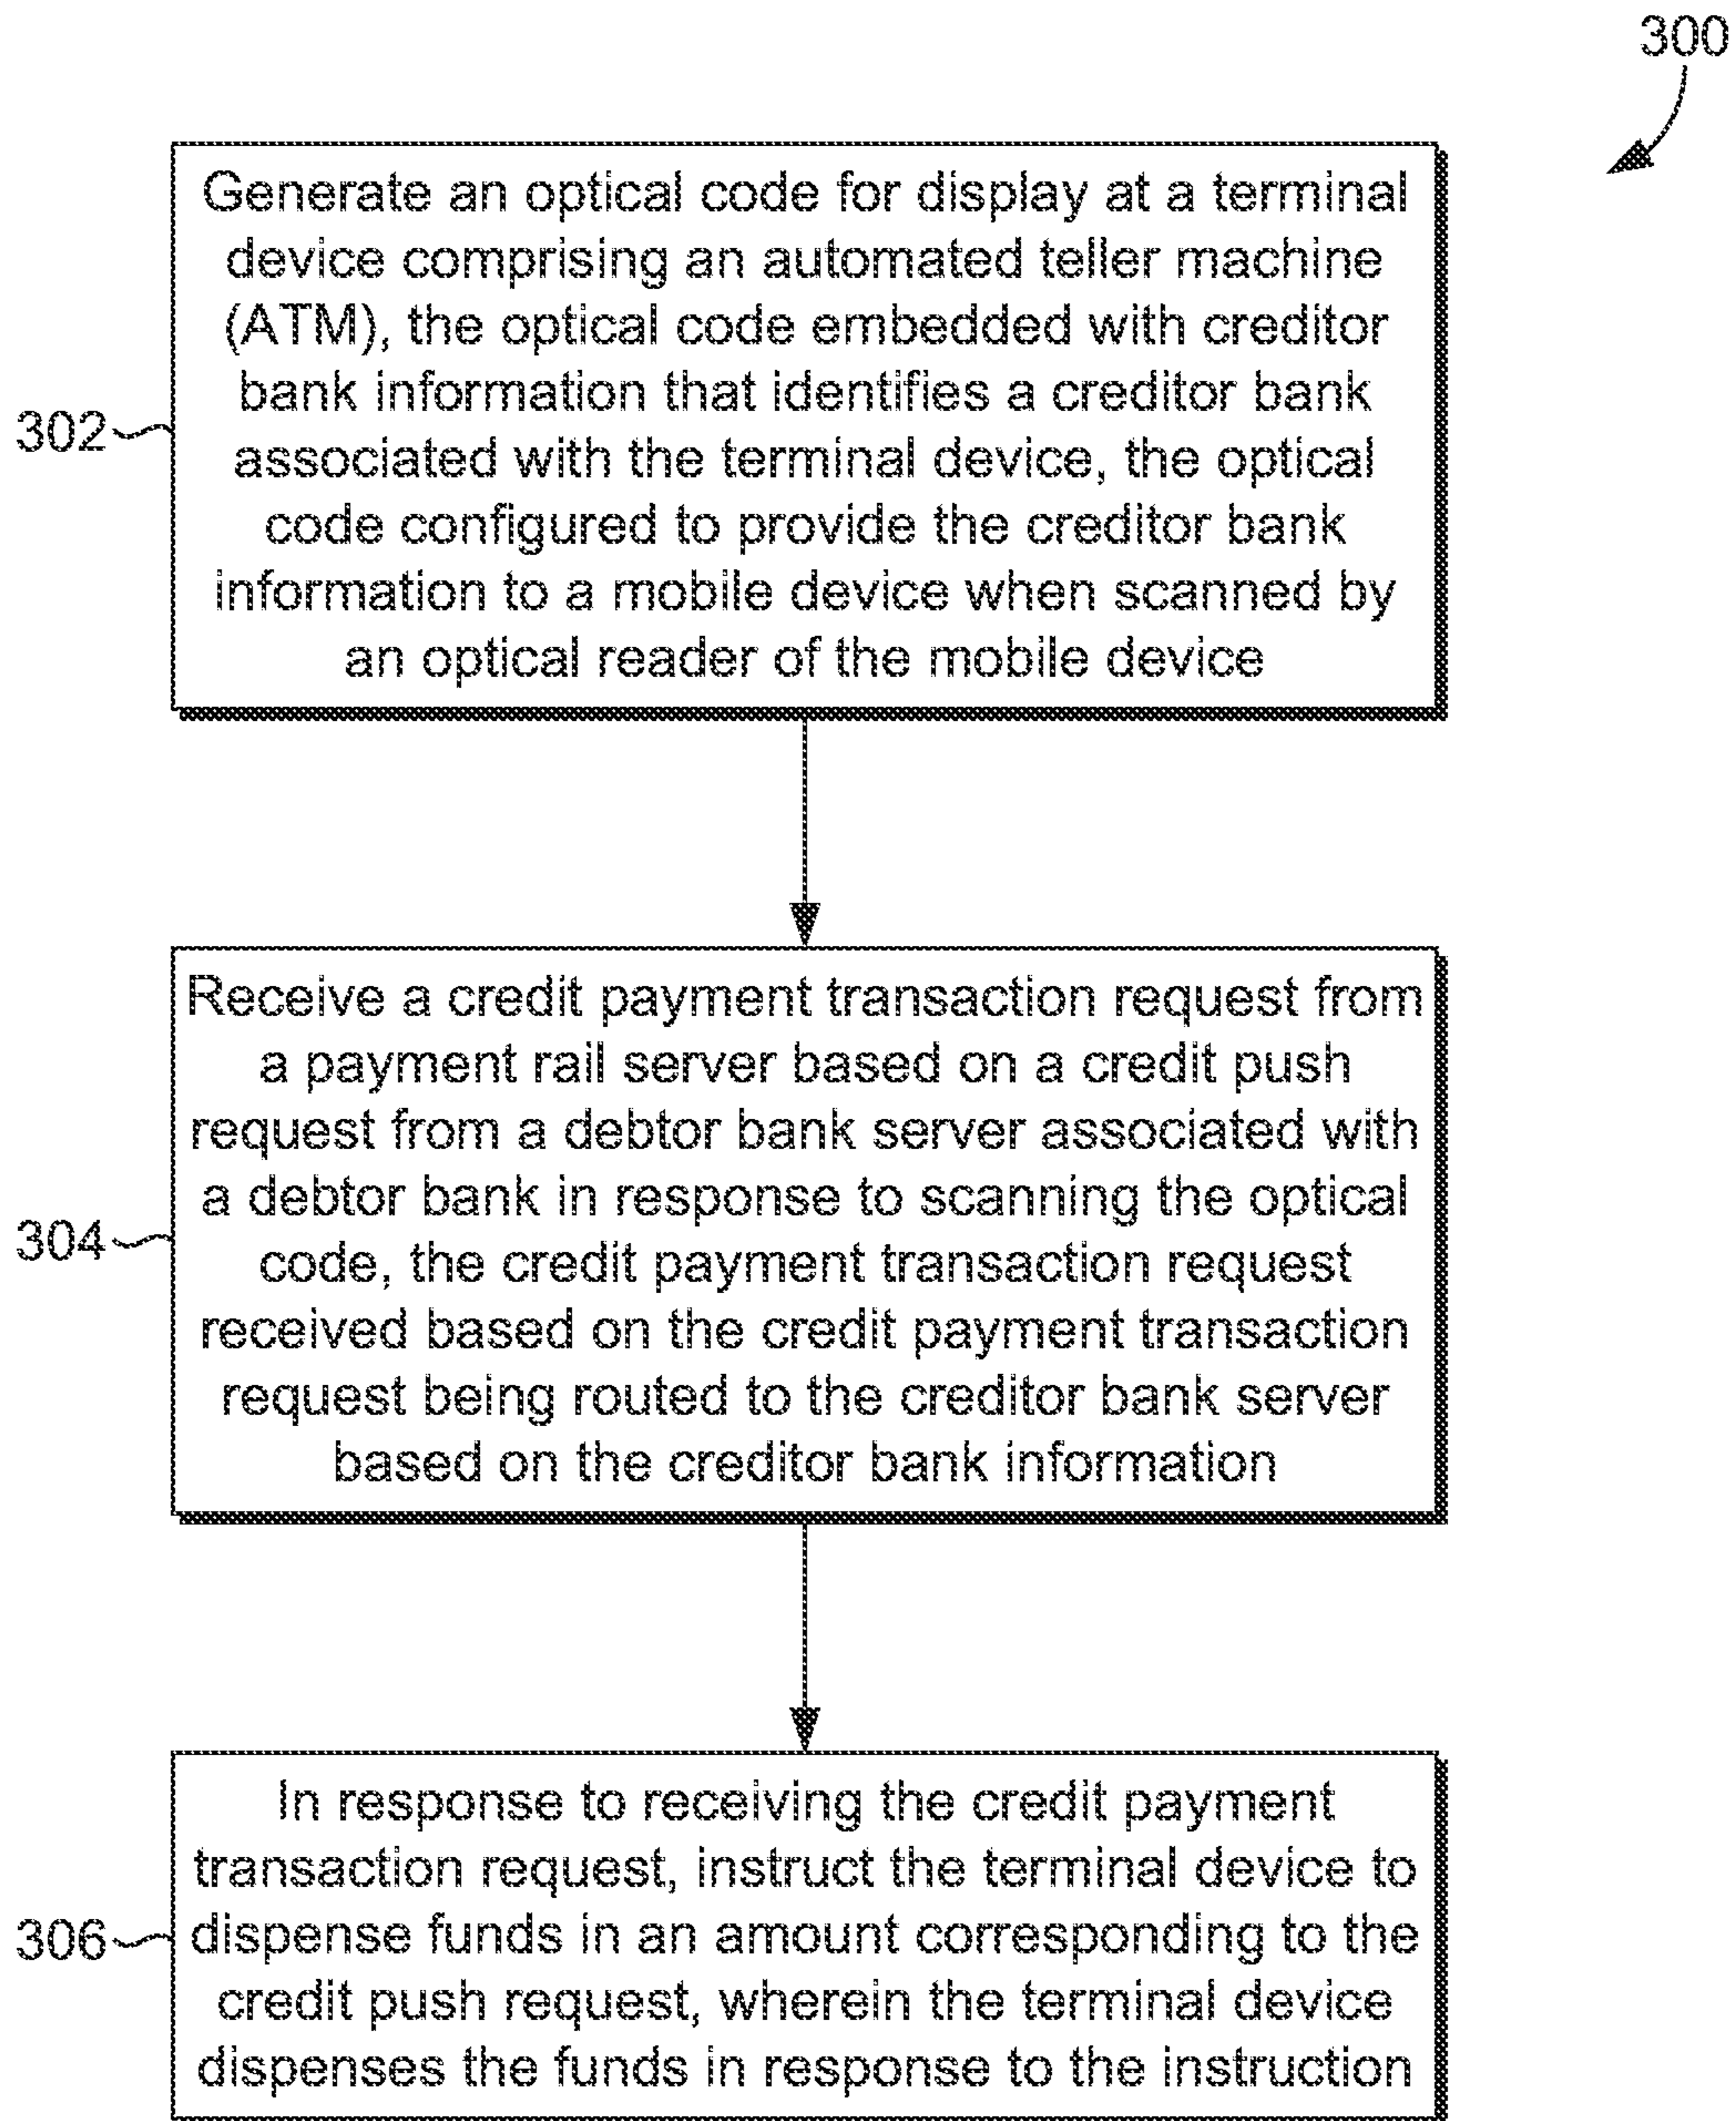 300
Generate an optical code for display at a terminal
device comprising an automated teller machine
(ATM), the optical code embedded with creditor
bank information that identifies a creditor bank
associated with the terminal device, the optical
code configured to provide the creditor bank
information to a mobile device when scanned by
an optical reader of the mobile device
302
Receive a credit payment transaction request from
a payment rail server based on a credit push
request from a debtor bank server associated with
a debtor bank in response to scanning the optical
code, the credit payment transaction request
received based on the credit payment transaction
request being routed to the creditor bank server
based on the creditor bank information
304
In response to receiving the credit payment
transaction request, instruct the terminal device to
dispense funds in an amount corresponding to the
credit push request, wherein the terminal device
dispenses the funds in response to the instruction
306